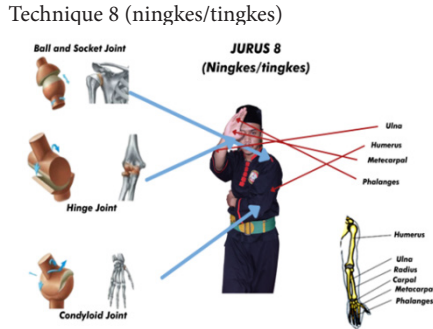 Technique 8 (ningkes/tingkes)
Ball and Socket Joint
JURUS 8
(Ningkes/tingkes)
Ulna
Humerus
Metecarpal
Phalanges
Hinge Joint
Humerus
Ulna
Radius
Carpal
Metocarpa
Phalanges
Condyloid Joint